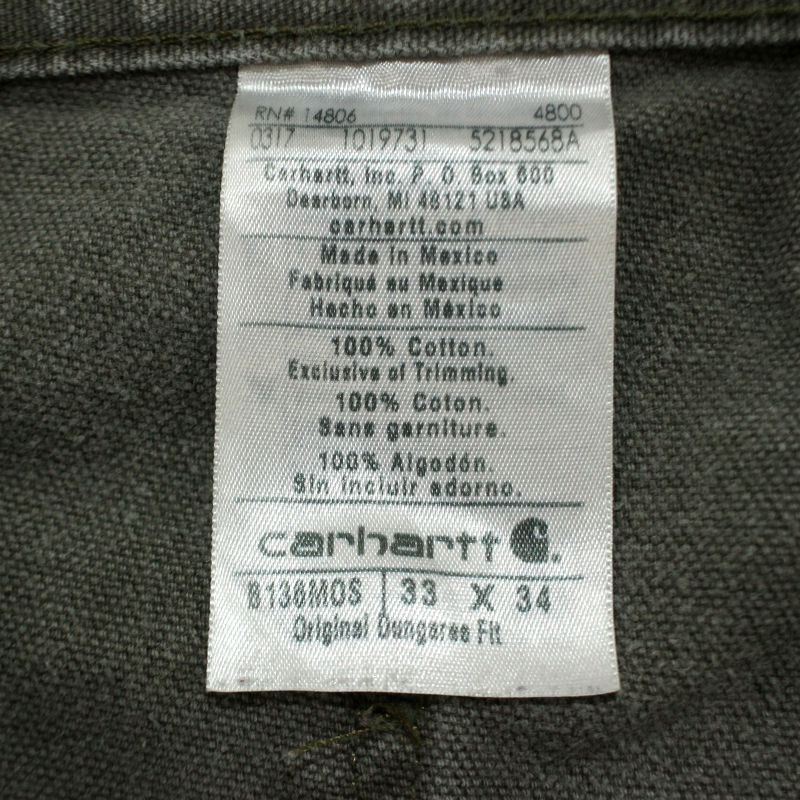 RN# 14806 4800
0317 1019731 5218568A
Carhartt, Inc. P. O. Box 600
Dearborn, MI 48121 USA
carhartt.com
Made in Mexico
Fabriqué au Mexique
Hecho en México
100% Cotton.
Exclusive of Trimming.
100% Coton.
Sans garniture.
100% Algodón.
Sin incluir adorno.
carhartt
B136MOS 33 X 34
Original Dungaree Fit